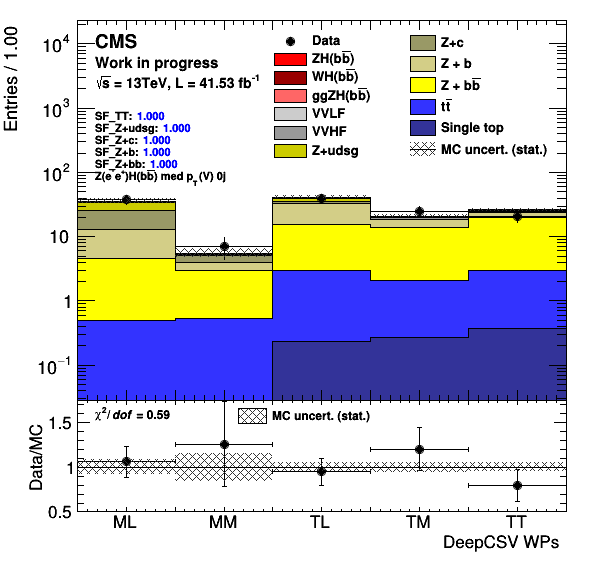 CMS
Work in progress
√s = 13TeV, L = 41.53 fb⁻¹
SF_TT: 1.000
SF_Z+udsg: 1.000
SF_Z+c: 1.000
SF_Z+b: 1.000
SF_Z+bb: 1.000
Z(e⁻e⁺)H(bb̅) med p_T(V) 0j
Data
ZH(bb̅)
WH(bb̅)
ggZH(bb̅)
VVLF
VVHF
Z+udsg
Z+c
Z + b
Z + bb̅
tt̅
Single top
MC uncert. (stat.)
Entries / 1.00
10⁴
10³
10²
10
1
10⁻¹
χ²/dof = 0.59
MC uncert. (stat.)
Data/MC
1.5
1
0.5
ML MM TL TM TT
DeepCSV WPs